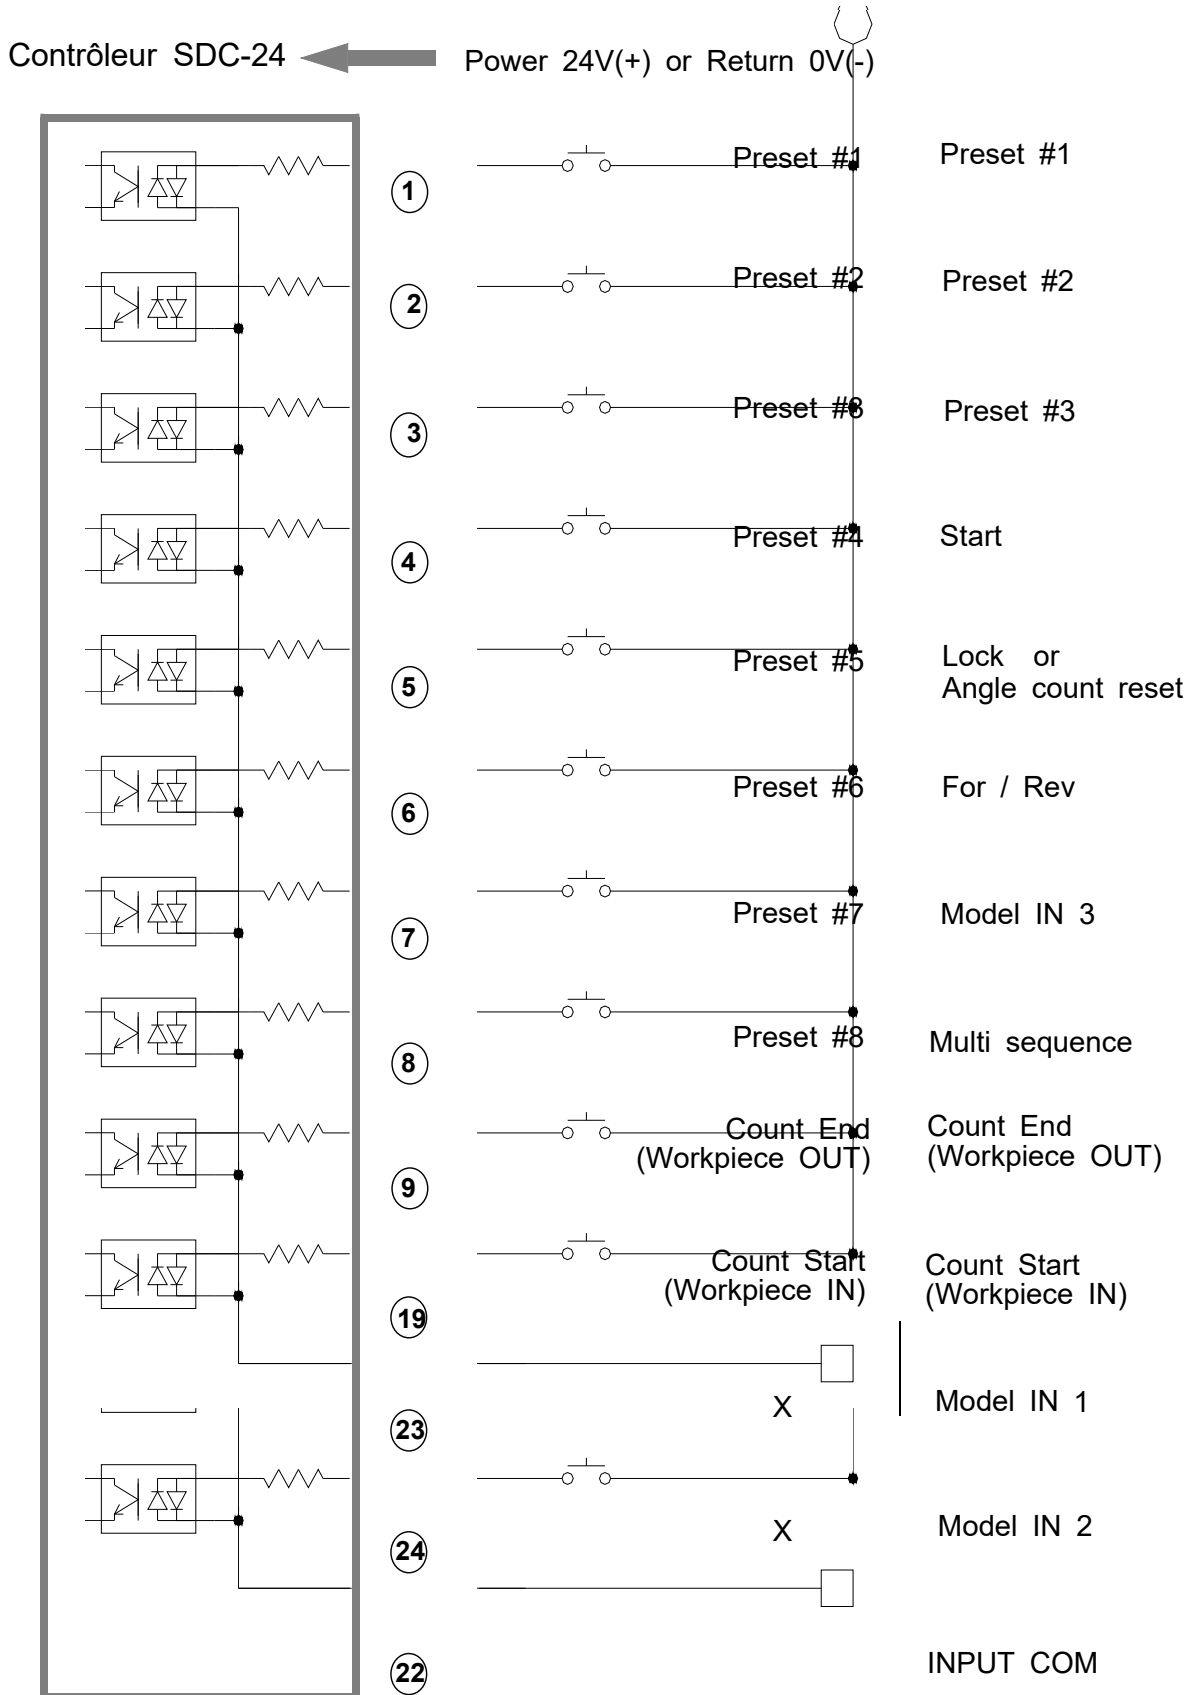 Contrôleur SDC-24
Power 24V(+) or Return 0V(-)
1 Preset #1 Preset #1
2 Preset #2 Preset #2
3 Preset #3 Preset #3
4 Preset #4 Start
5 Preset #5 Lock or
Angle count reset
6 Preset #6 For / Rev
7 Preset #7 Model IN 3
8 Preset #8 Multi sequence
9 Count End Count End
(Workpiece OUT) (Workpiece OUT)
19 Count Start Count Start
(Workpiece IN) (Workpiece IN)
23 X Model IN 1
24 X Model IN 2
22 INPUT COM